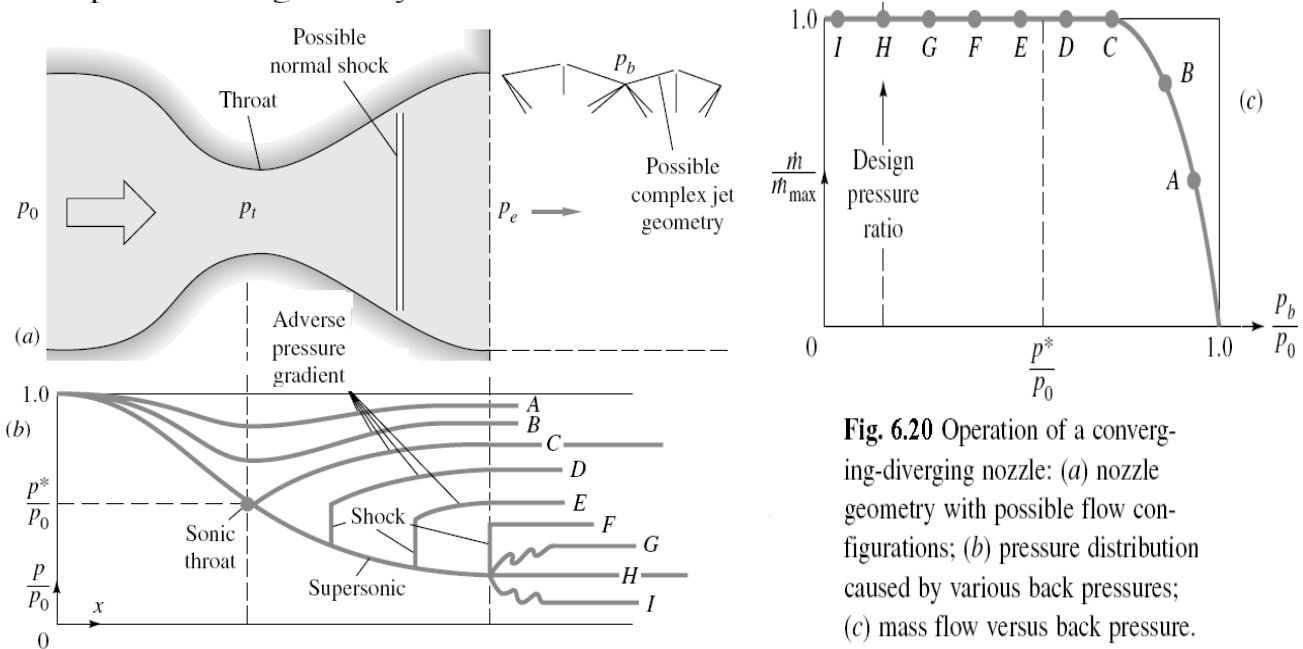 Possible
normal shock
Throat
p_b
Possible
complex jet
geometry
p_0
p_t
p_e
(a)
Adverse
pressure
gradient
1.0
(b)
A
B
C
D
E
F
G
H
I
p*/p_0
Sonic
throat
Shock
Supersonic
p/p_0
x
0
1.0
I H G F E D C
B
A
(c)
ṁ/ṁ_max
Design
pressure
ratio
0
p*/p_0
1.0
p_b/p_0
Fig. 6.20 Operation of a converg-
ing-diverging nozzle: (a) nozzle
geometry with possible flow con-
figurations; (b) pressure distribution
caused by various back pressures;
(c) mass flow versus back pressure.